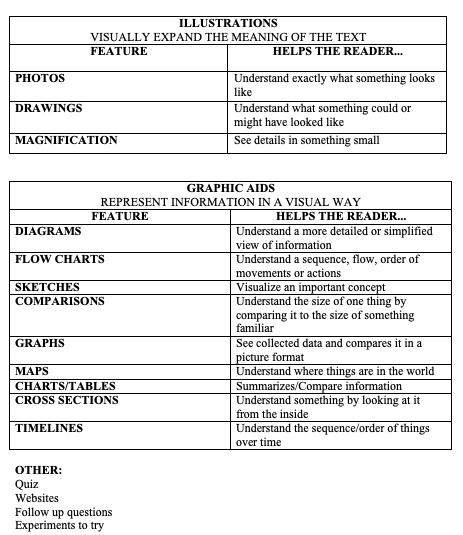 ILLUSTRATIONS
VISUALLY EXPAND THE MEANING OF THE TEXT
FEATURE HELPS THE READER...
PHOTOS Understand exactly what something looks
like
DRAWINGS Understand what something could or
might have looked like
MAGNIFICATION See details in something small
GRAPHIC AIDS
REPRESENT INFORMATION IN A VISUAL WAY
FEATURE HELPS THE READER...
DIAGRAMS Understand a more detailed or simplified
view of information
FLOW CHARTS Understand a sequence, flow, order of
movements or actions
SKETCHES Visualize an important concept
COMPARISONS Understand the size of one thing by
comparing it to the size of something
familiar
GRAPHS See collected data and compares it in a
picture format
MAPS Understand where things are in the world
CHARTS/TABLES Summarizes/Compare information
CROSS SECTIONS Understand something by looking at it
from the inside
TIMELINES Understand the sequence/order of things
over time
OTHER:
Quiz
Websites
Follow up questions
Experiments to try